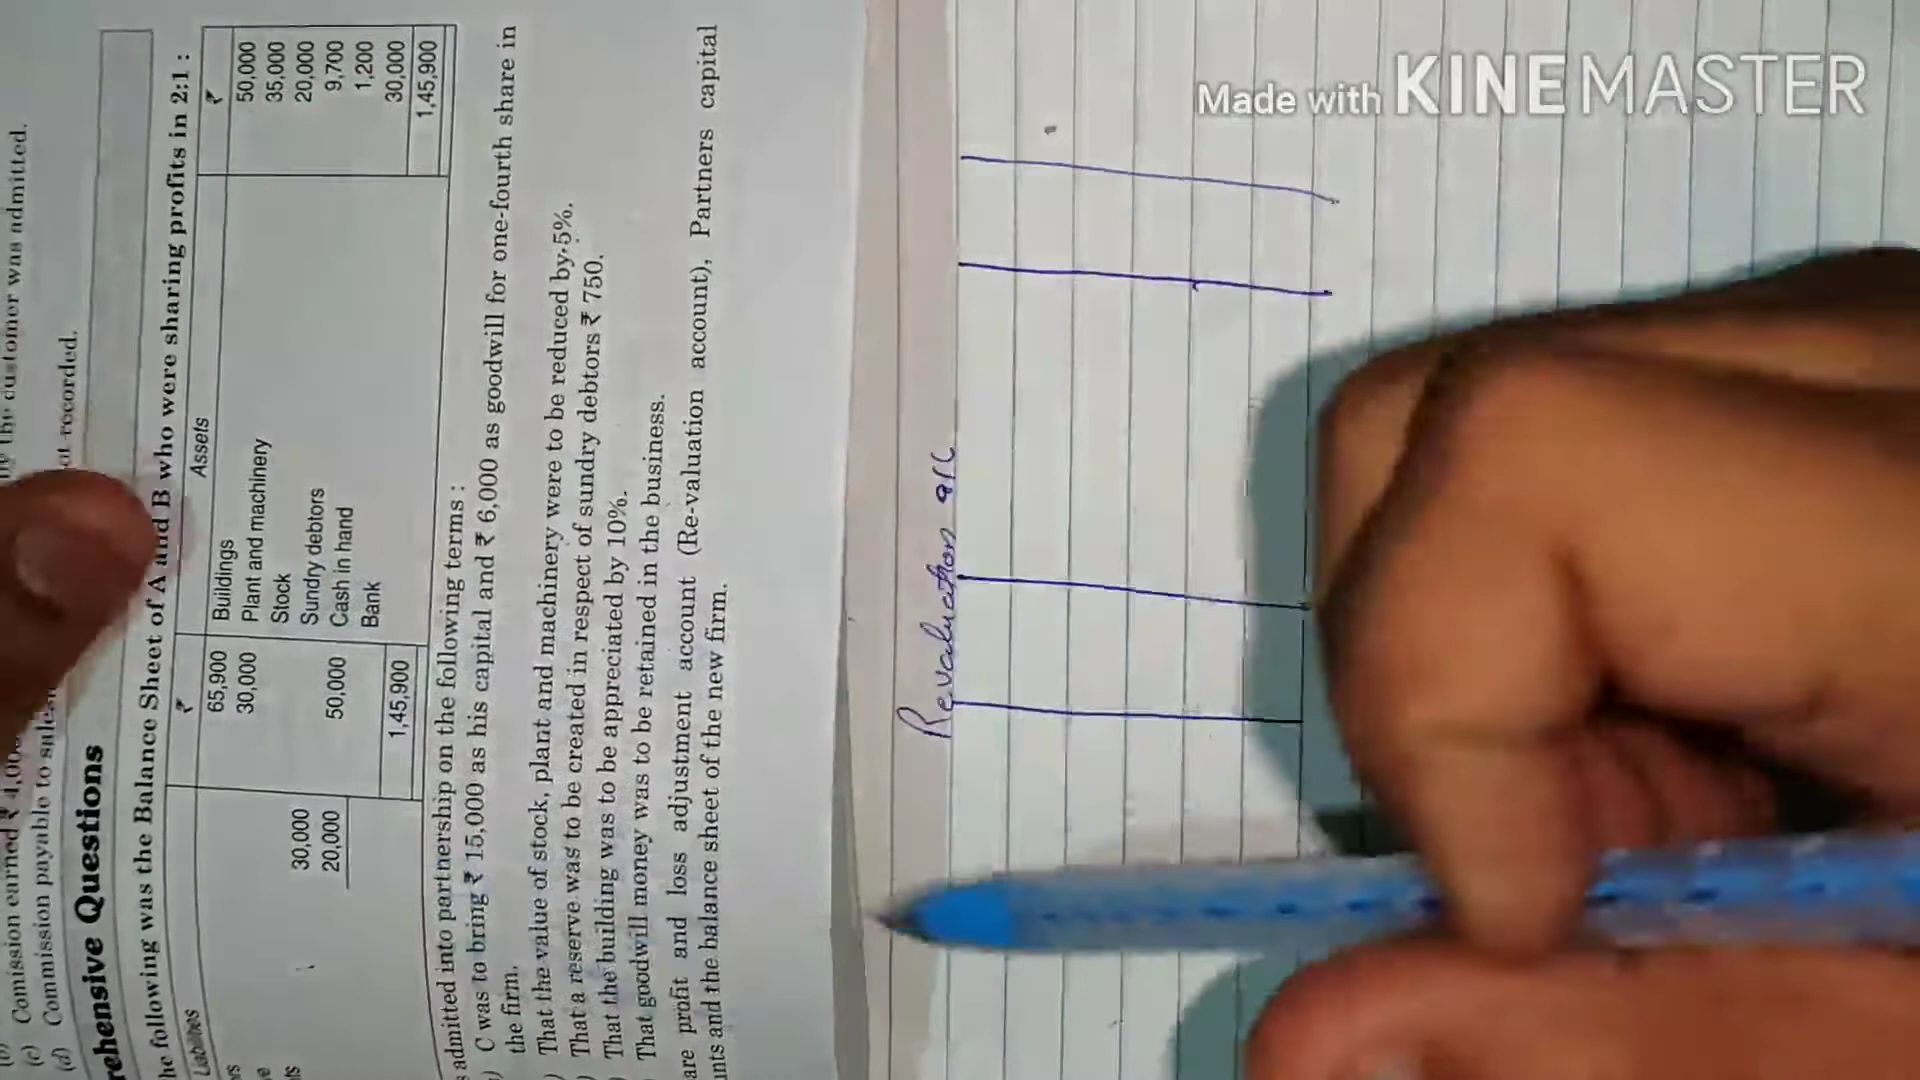 the customer was admitted.
(c) Comission earned ₹ 4,00
(d) Commission payable to sales
not recorded.
rehensive Questions
he following was the Balance Sheet of A and B who were sharing profits in 2:1 :
Liabilities ₹ Assets ₹
65,900 Buildings 50,000
30,000 Plant and machinery 35,000
Stock 20,000
30,000 Sundry debtors 9,700
20,000 50,000 Cash in hand 1,200
Bank 30,000
1,45,900 1,45,900
admitted into partnership on the following terms :
C was to bring ₹ 15,000 as his capital and ₹ 6,000 as goodwill for one-fourth share in
the firm.
That the value of stock, plant and machinery were to be reduced by 5%.
That a reserve was to be created in respect of sundry debtors ₹ 750.
That the building was to be appreciated by 10%.
That goodwill money was to be retained in the business.
are profit and loss adjustment account (Re-valuation account), Partners capital
unts and the balance sheet of the new firm.
Revaluation a/c
Made with KINEMASTER